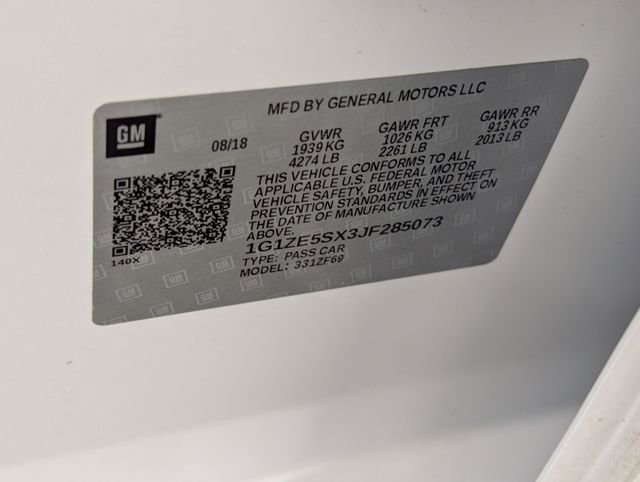 MFD BY GENERAL MOTORS LLC
GM
08/18
GVWR GAWR FRT GAWR RR
1939 KG 1026 KG 913 KG
4274 LB 2261 LB 2013 LB
THIS VEHICLE CONFORMS TO ALL
APPLICABLE U.S. FEDERAL MOTOR
VEHICLE SAFETY, BUMPER, AND THEFT
PREVENTION STANDARDS IN EFFECT ON
THE DATE OF MANUFACTURE SHOWN
ABOVE.
1G1ZE5SX3JF285073
TYPE: PASS CAR
MODEL: 331ZF69
140X